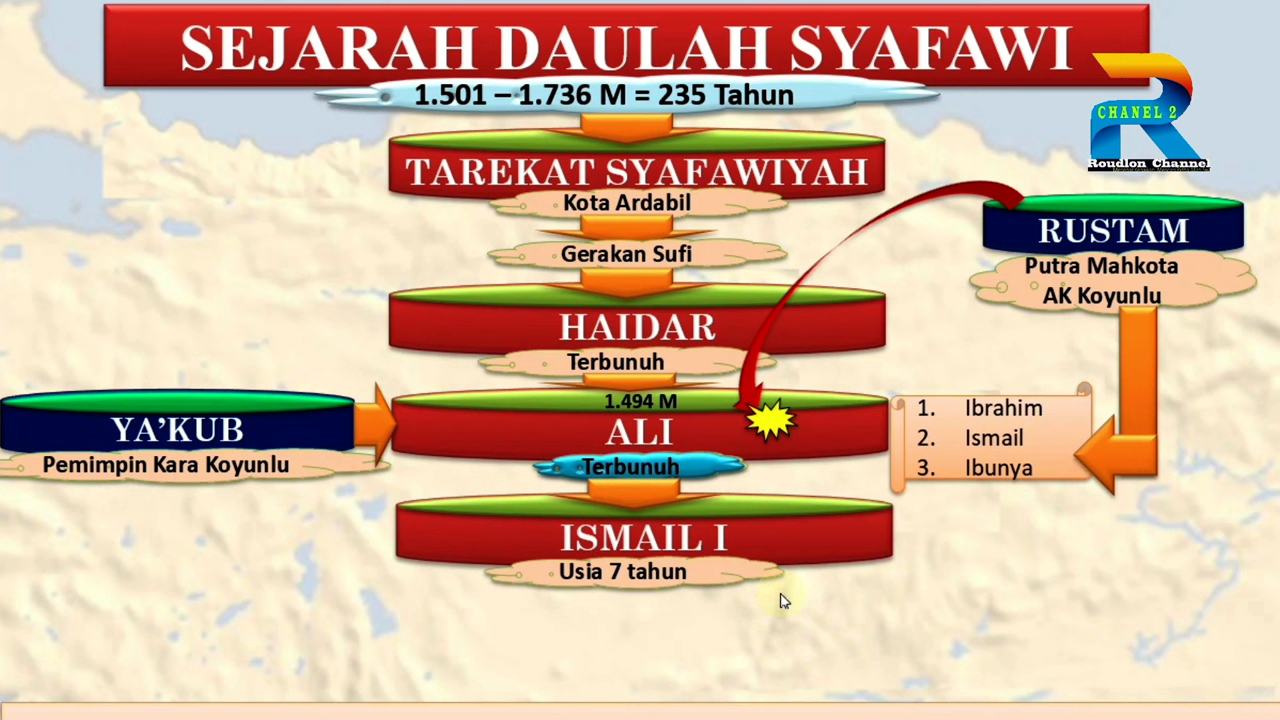 SEJARAH DAULAH SYAFAWI
1.501 – 1.736 M = 235 Tahun
CHANEL 2
Roudlon Channel
TAREKAT SYAFAWIYAH
Kota Ardabil
Gerakan Sufi
RUSTAM
Putra Mahkota
AK Koyunlu
HAIDAR
Terbunuh
YA’KUB
Pemimpin Kara Koyunlu
1.494 M
ALI
Terbunuh
1. Ibrahim
2. Ismail
3. Ibunya
ISMAIL I
Usia 7 tahun